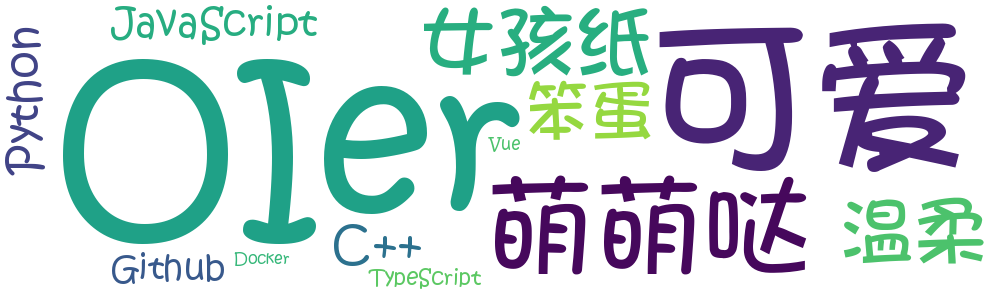 Python
JavaScript
OIer
女孩纸
笨蛋
可爱
Vue
萌萌哒
温柔
C++
Github
Docker
TypeScript